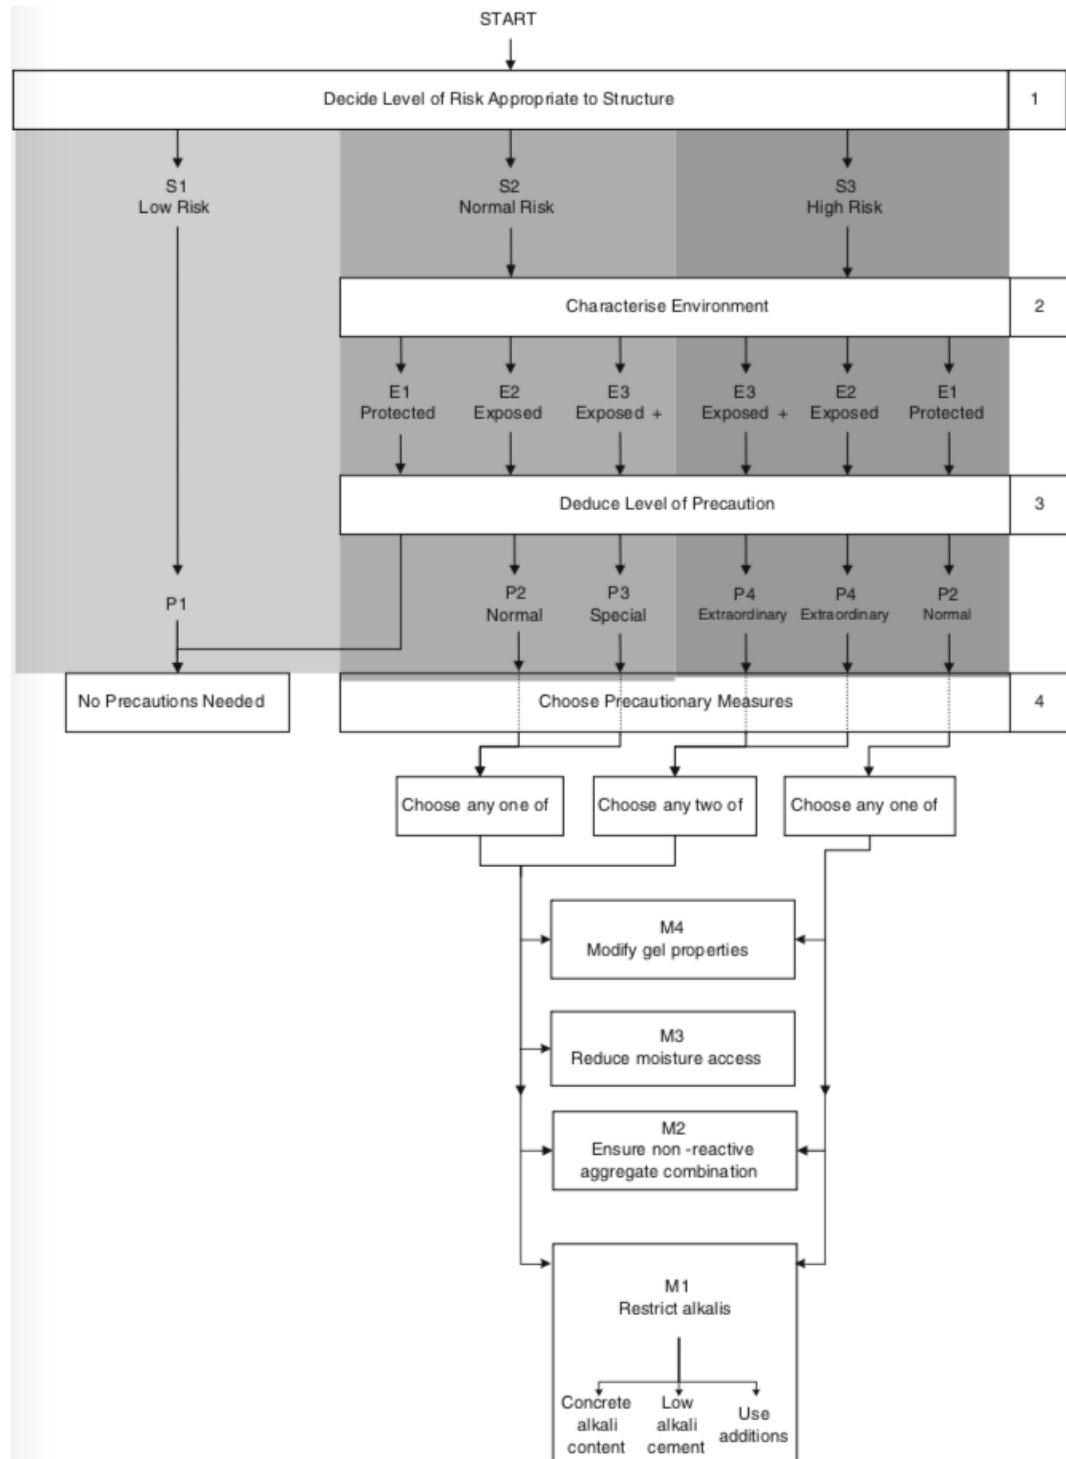 START
Decide Level of Risk Appropriate to Structure
1
S1
Low Risk
S2
Normal Risk
S3
High Risk
Characterise Environment
2
E1
Protected
E2
Exposed
E3
Exposed +
E3
Exposed +
E2
Exposed
E1
Protected
Deduce Level of Precaution
3
P1
P2
Normal
P3
Special
P4
Extraordinary
P4
Extraordinary
P2
Normal
No Precautions Needed
Choose Precautionary Measures
4
Choose any one of
Choose any two of
Choose any one of
M4
Modify gel properties
M3
Reduce moisture access
M2
Ensure non -reactive
aggregate combination
M1
Restrict alkalis
Concrete
alkali
content
Low
alkali
cement
Use
additions